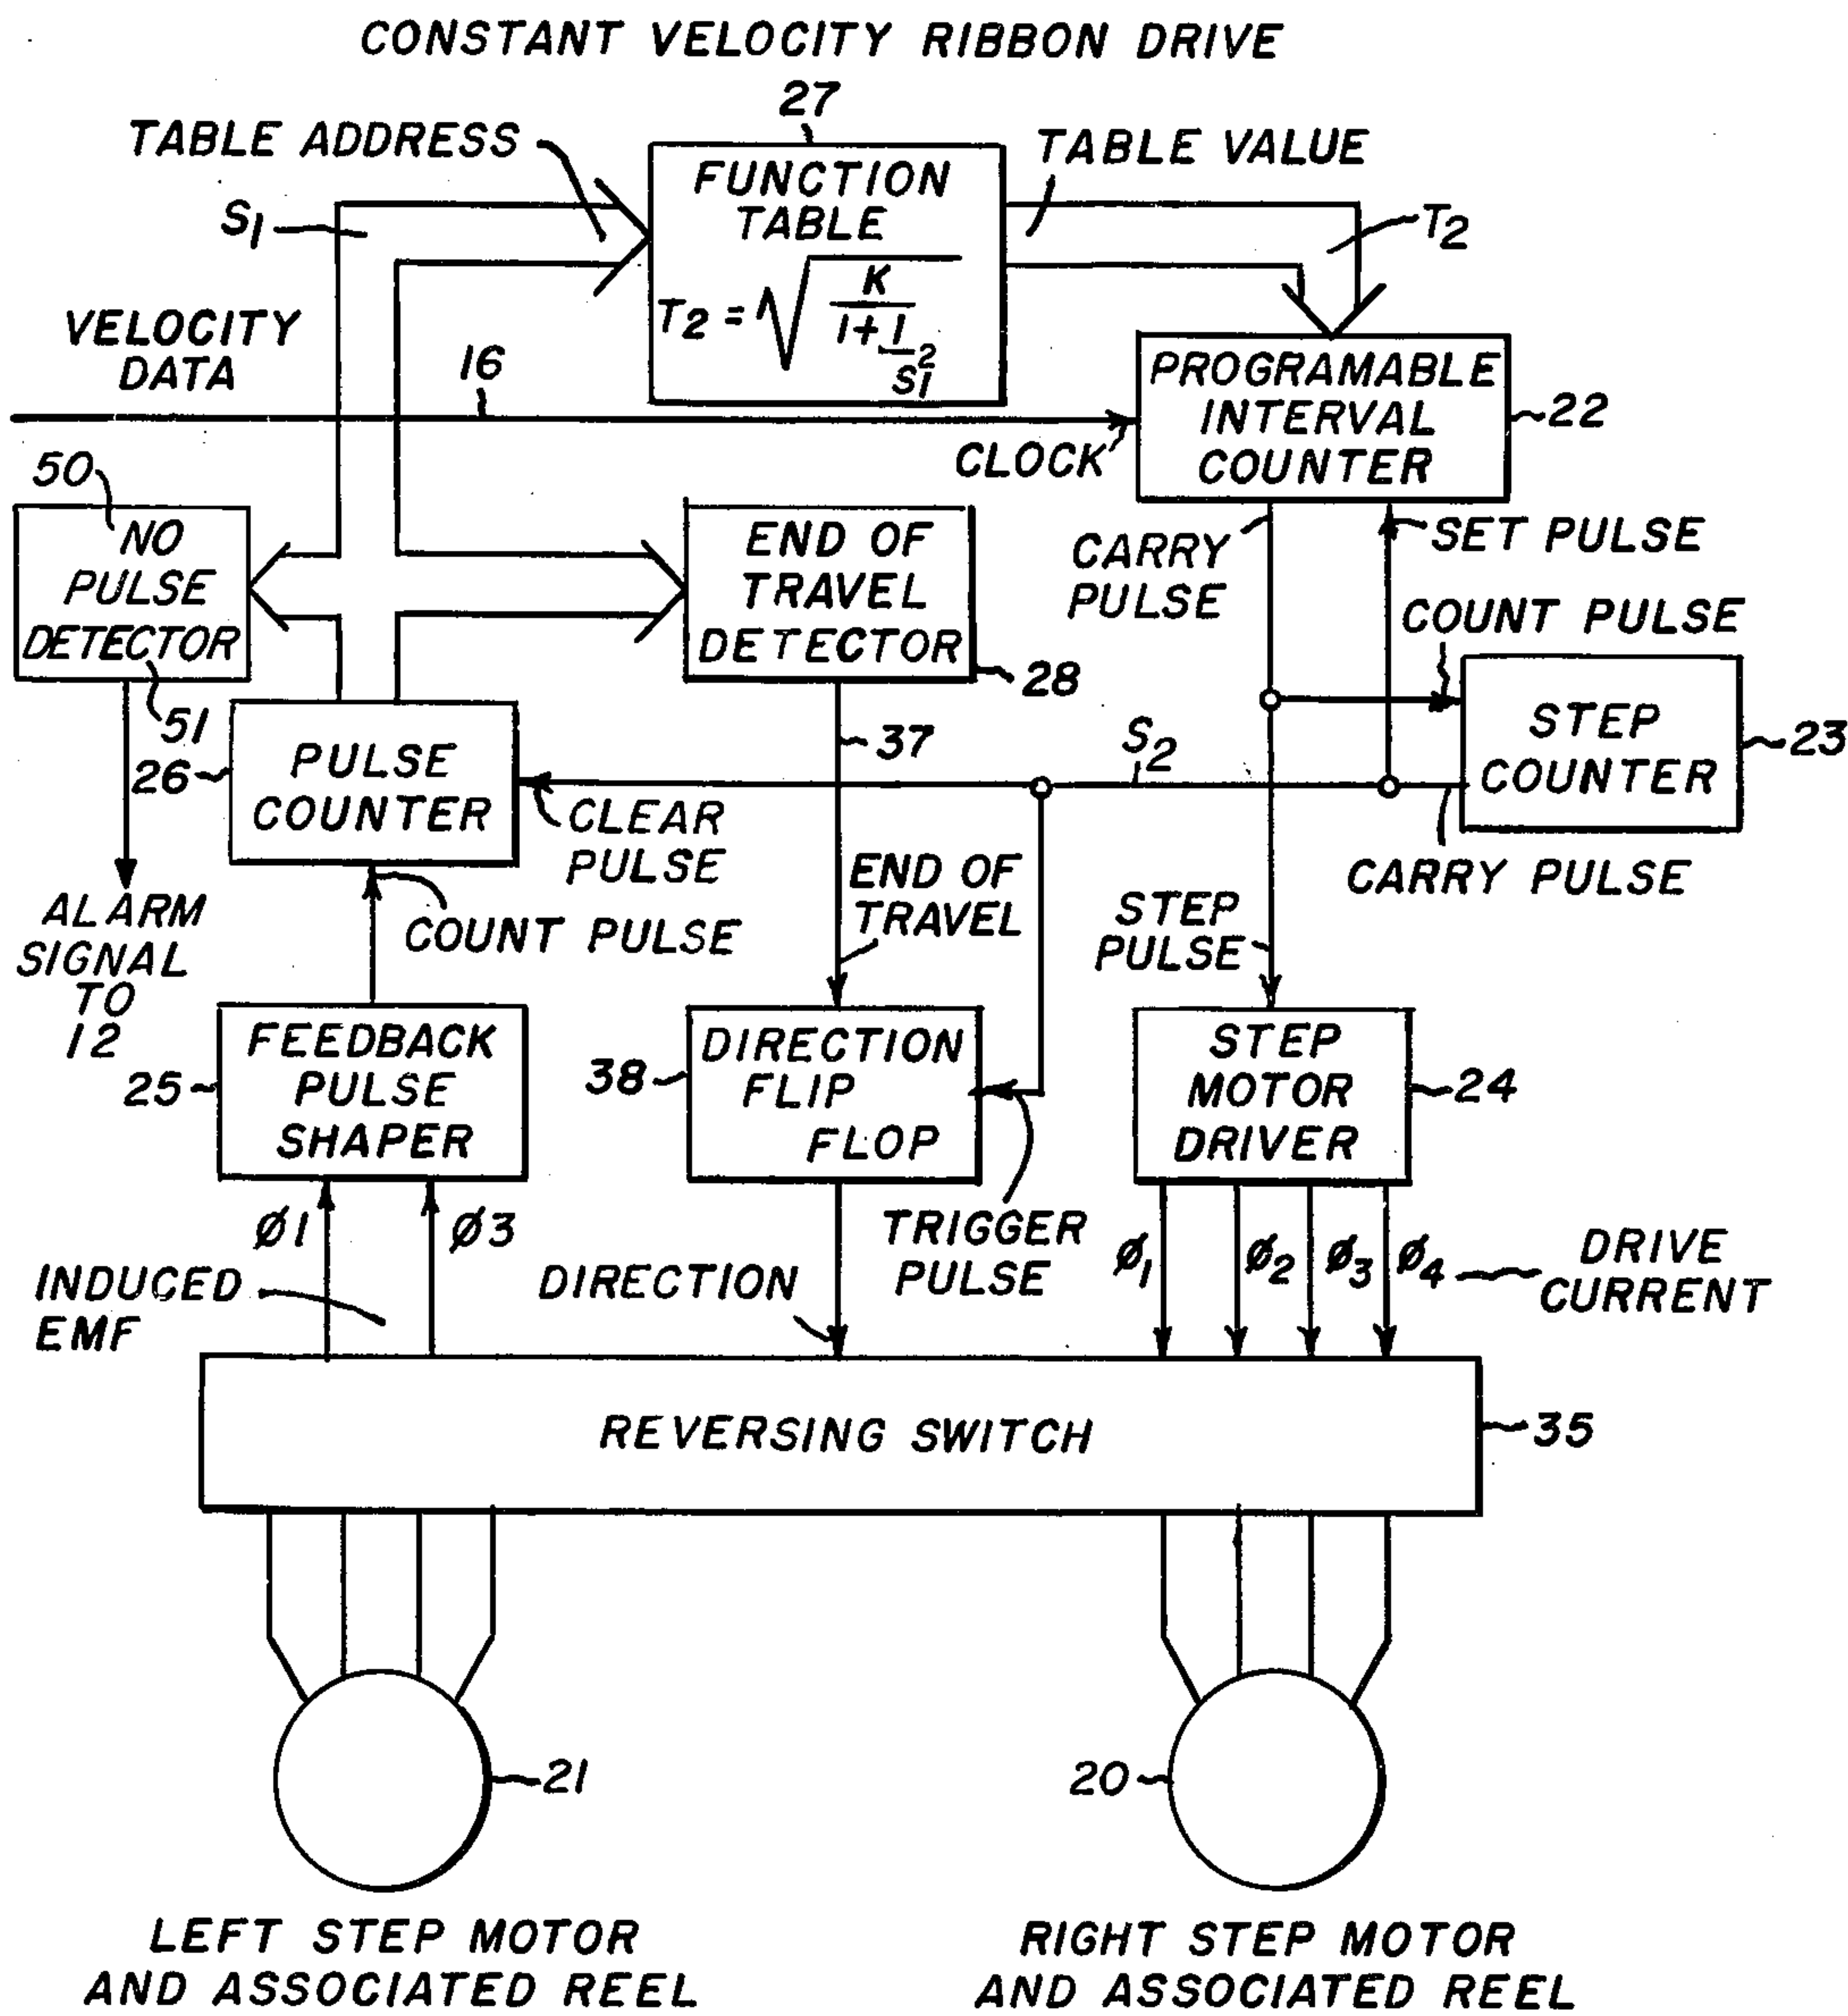 CONSTANT VELOCITY RIBBON DRIVE
27
TABLE ADDRESS
TABLE VALUE
FUNCTION
TABLE
T2 = √ K / 1+ 1 / S1²
S1
T2
VELOCITY
DATA
16
CLOCK
PROGRAMABLE
INTERVAL
COUNTER
22
50
NO
PULSE
DETECTOR
51
END OF
TRAVEL
DETECTOR
28
CARRY
PULSE
SET PULSE
COUNT PULSE
STEP
COUNTER
23
37
S2
26
PULSE
COUNTER
CLEAR
PULSE
CARRY PULSE
END OF
TRAVEL
STEP
PULSE
ALARM
SIGNAL
TO
12
COUNT PULSE
25
FEEDBACK
PULSE
SHAPER
38
DIRECTION
FLIP
FLOP
STEP
MOTOR
DRIVER
24
Ø1
Ø3
TRIGGER
PULSE
Ø1
Ø2
Ø3
Ø4
DRIVE
CURRENT
INDUCED
EMF
DIRECTION
REVERSING SWITCH
35
21
20
LEFT STEP MOTOR
AND ASSOCIATED REEL
RIGHT STEP MOTOR
AND ASSOCIATED REEL